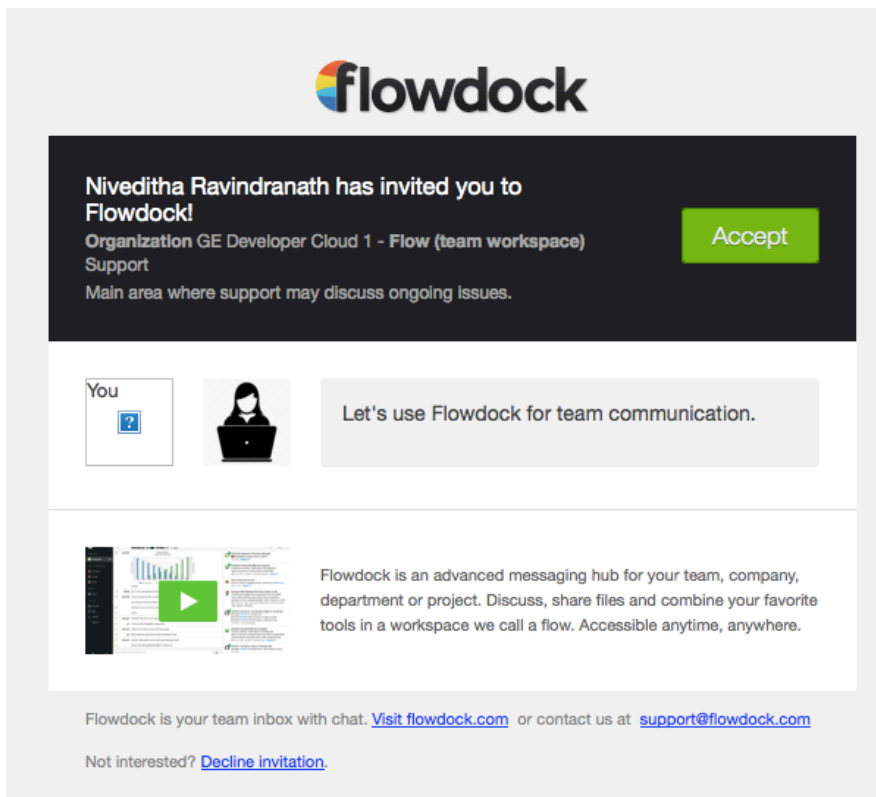 flowdock
Niveditha Ravindranath has invited you to
Flowdock!
Organization GE Developer Cloud 1 - Flow (team workspace)
Support
Main area where support may discuss ongoing issues.
Accept
You
?
Let's use Flowdock for team communication.
Flowdock is an advanced messaging hub for your team, company,
department or project. Discuss, share files and combine your favorite
tools in a workspace we call a flow. Accessible anytime, anywhere.
Flowdock is your team inbox with chat. Visit flowdock.com or contact us at support@flowdock.com
Not interested? Decline invitation.